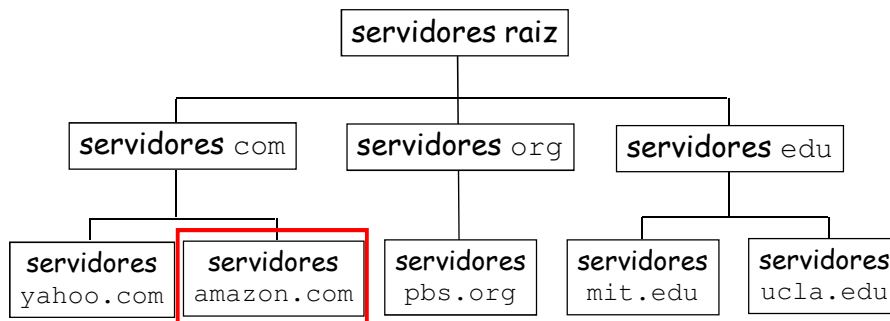 servidores raiz
servidores com
servidores org
servidores edu
servidores
yahoo.com
servidores
amazon.com
servidores
pbs.org
servidores
mit.edu
servidores
ucla.edu